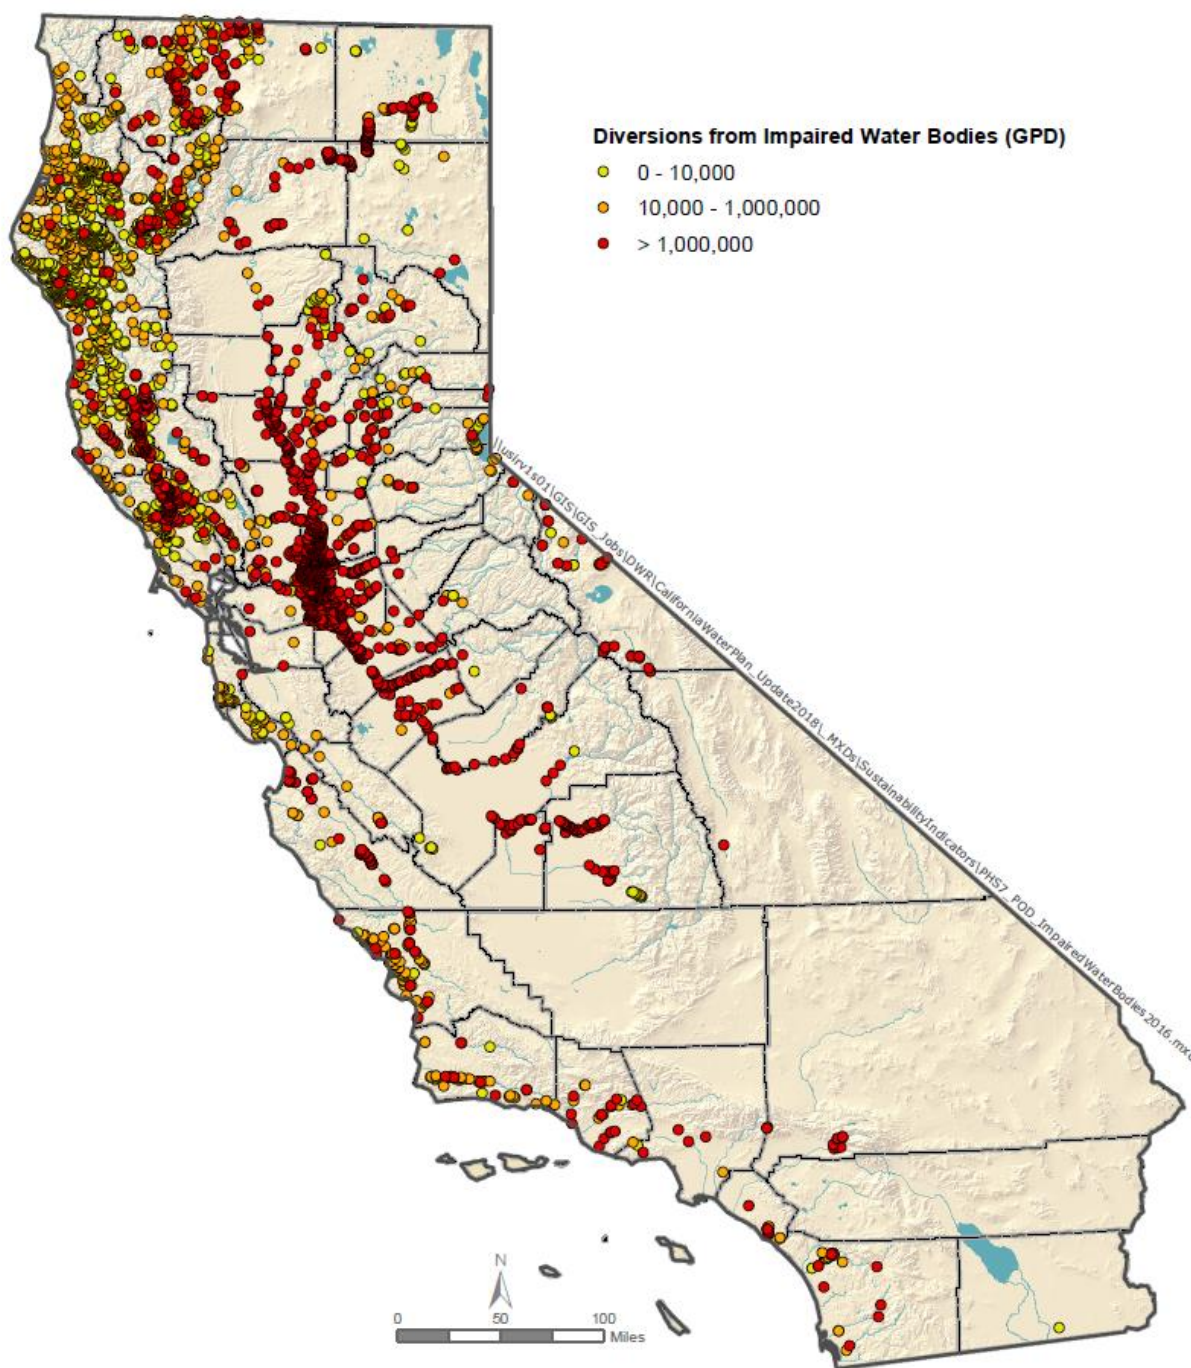 Diversions from Impaired Water Bodies (GPD)
0 - 10,000
10,000 - 1,000,000
> 1,000,000
\\usirv1s01\GIS\GIS_Jobs\DWR\CaliforniaWaterPlan_Update2018\_MXDs\SustainabilityIndicators\PHS7_POD_ImpairedWaterBodies2016.mxd
N
0 50 100
Miles